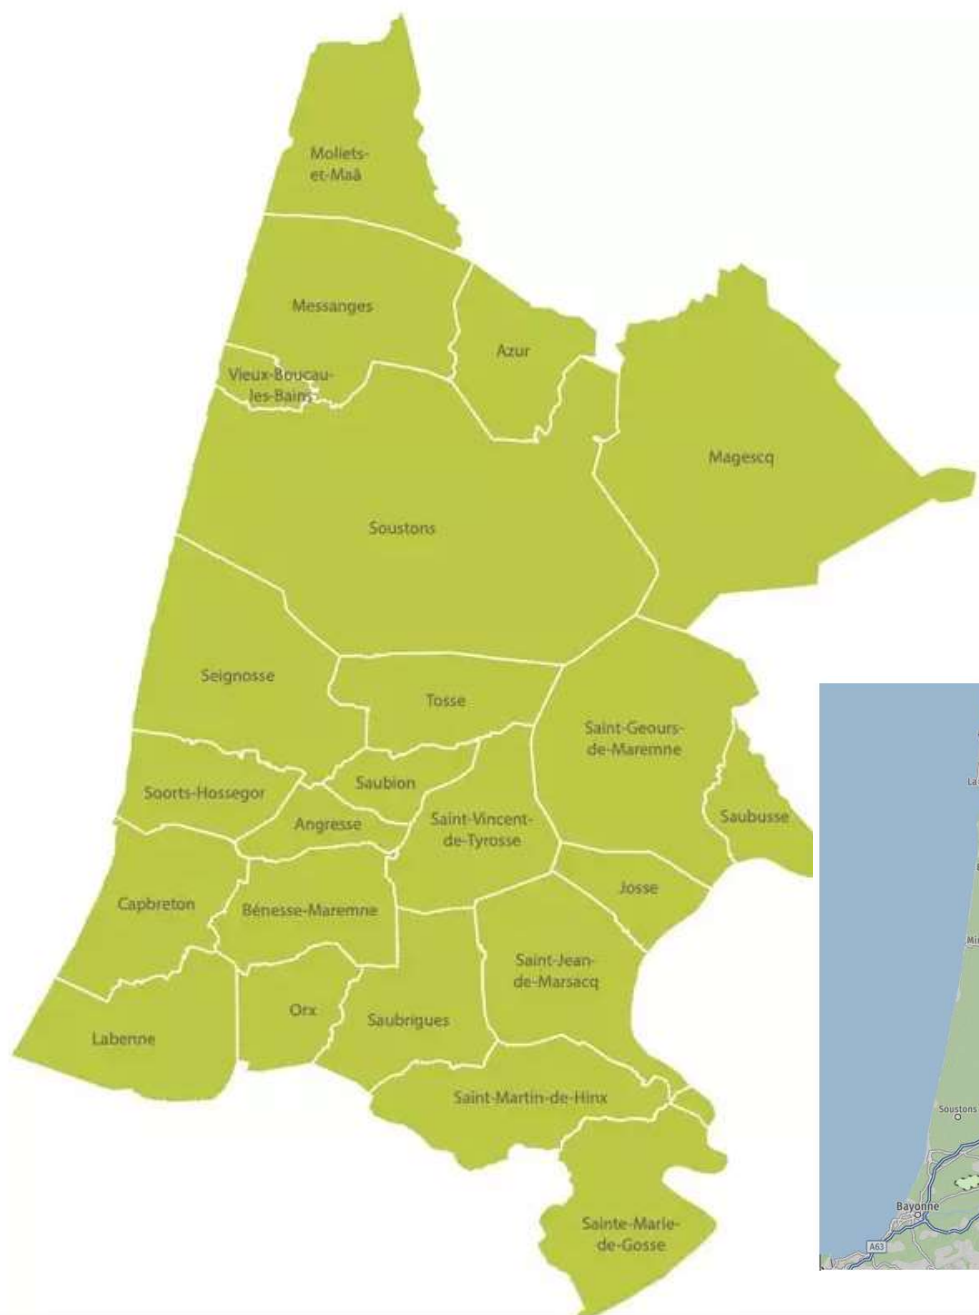 Moliets-
et-Maâ
Messanges
Azur
Vieux-Boucau-
les-Bains
Magescq
Soustons
Seignosse
Tosse
Saint-Geours-
de-Maremne
Saubion
Soorts-Hossegor
Angresse
Saint-Vincent-
de-Tyrosse
Saubusse
Josse
Capbreton
Bénesse-Maremne
Saint-Jean-
de-Marsacq
Orx
Saubrigues
Labenne
Saint-Martin-de-Hinx
Sainte-Marie-
de-Gosse
La
Soustons
Bayonne
A63